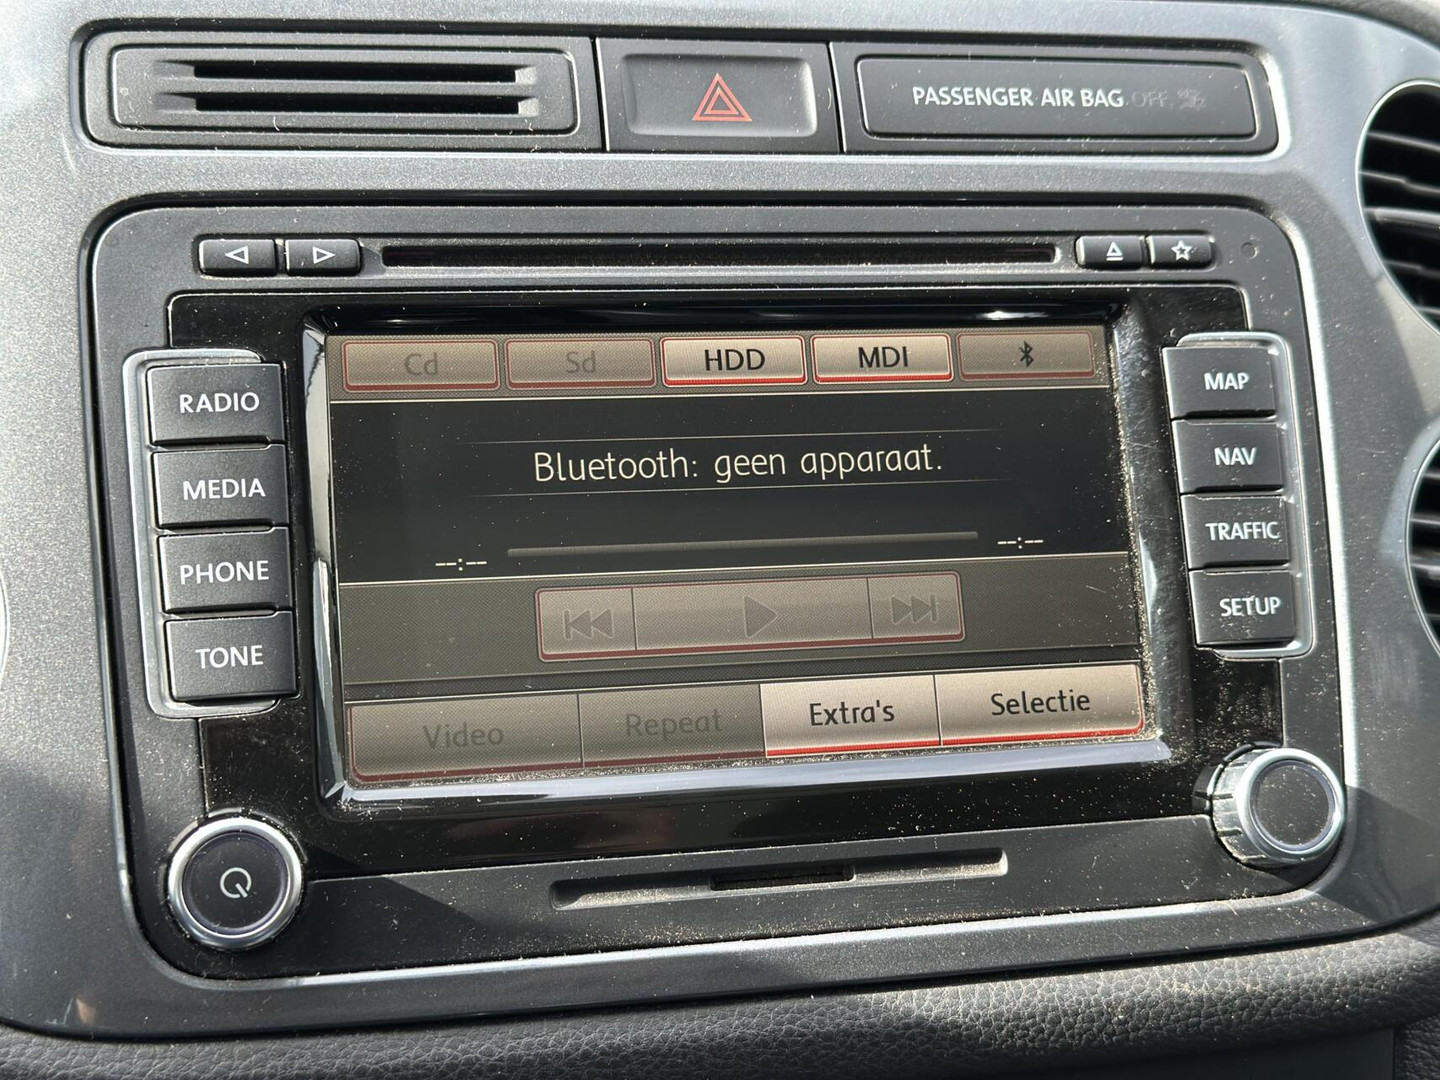 PASSENGER AIR BAG OFF
Cd Sd HDD MDI
RADIO
MEDIA
PHONE
TONE
Bluetooth: geen apparaat.
--:-- --:--
Video Repeat Extra's Selectie
MAP
NAV
TRAFFIC
SETUP